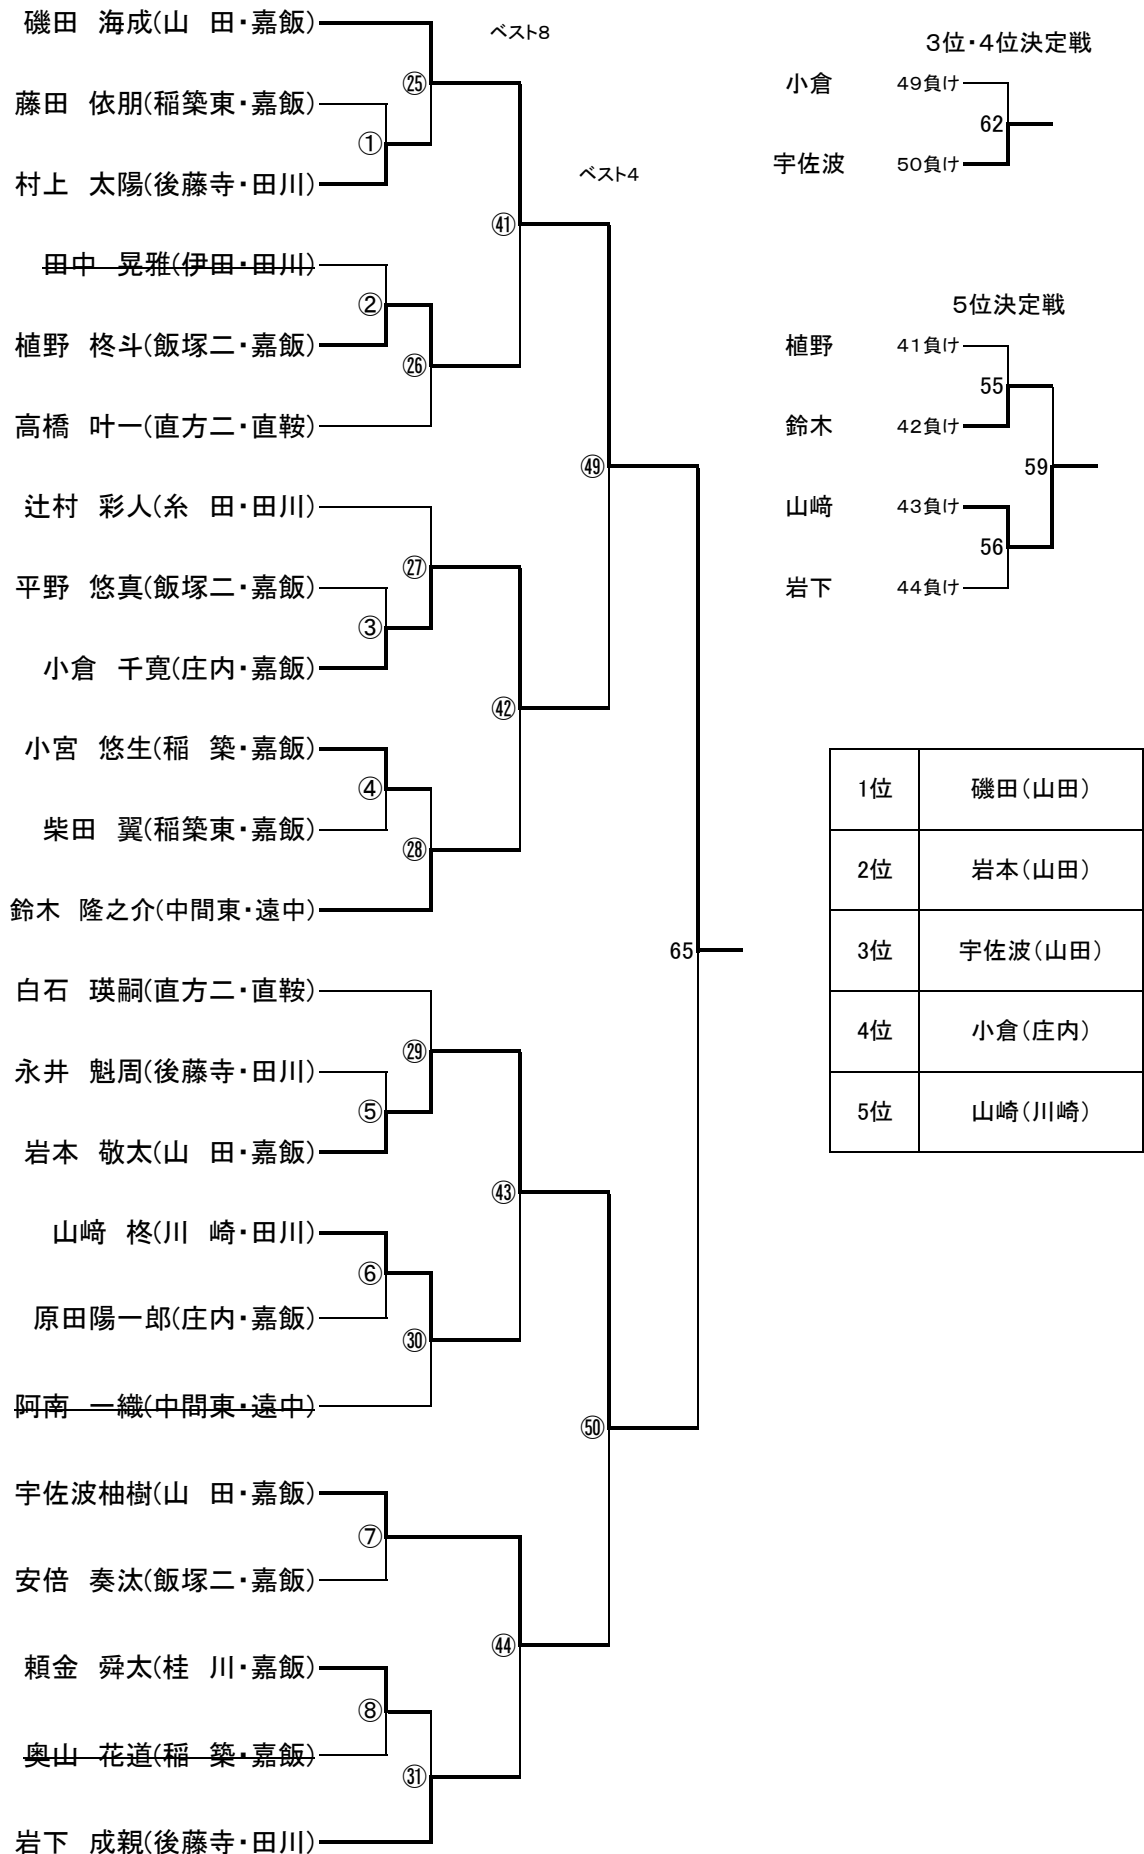 磯田　海成(山　田・嘉飯)
藤田　依朋(稲築東・嘉飯)
村上　太陽(後藤寺・田川)
田中　晃雅(伊田・田川)
植野　柊斗(飯塚二・嘉飯)
高橋　叶一(直方二・直鞍)
辻村　彩人(糸　田・田川)
平野　悠真(飯塚二・嘉飯)
小倉　千寛(庄内・嘉飯)
小宮　悠生(稲　築・嘉飯)
柴田　翼(稲築東・嘉飯)
鈴木　隆之介(中間東・遠中)
白石　瑛嗣(直方二・直鞍)
永井　魁周(後藤寺・田川)
岩本　敬太(山　田・嘉飯)
山﨑　柊(川　崎・田川)
原田陽一郎(庄内・嘉飯)
阿南　一織(中間東・遠中)
宇佐波柚樹(山　田・嘉飯)
安倍　奏汰(飯塚二・嘉飯)
頼金　舜太(桂　川・嘉飯)
奥山　花道(稲　築・嘉飯)
岩下　成親(後藤寺・田川)
①
②
③
④
⑤
⑥
⑦
⑧
㉕
㉖
㉗
㉘
㉙
㉚
㉛
ベスト8
㊶
㊷
㊸
㊹
ベスト4
㊾
㊿
65
3位・4位決定戦
小倉　49負け
62
宇佐波　50負け
5位決定戦
植野　41負け
55
鈴木　42負け
59
山﨑　43負け
56
岩下　44負け
1位　磯田(山田)
2位　岩本(山田)
3位　宇佐波(山田)
4位　小倉(庄内)
5位　山崎(川崎)